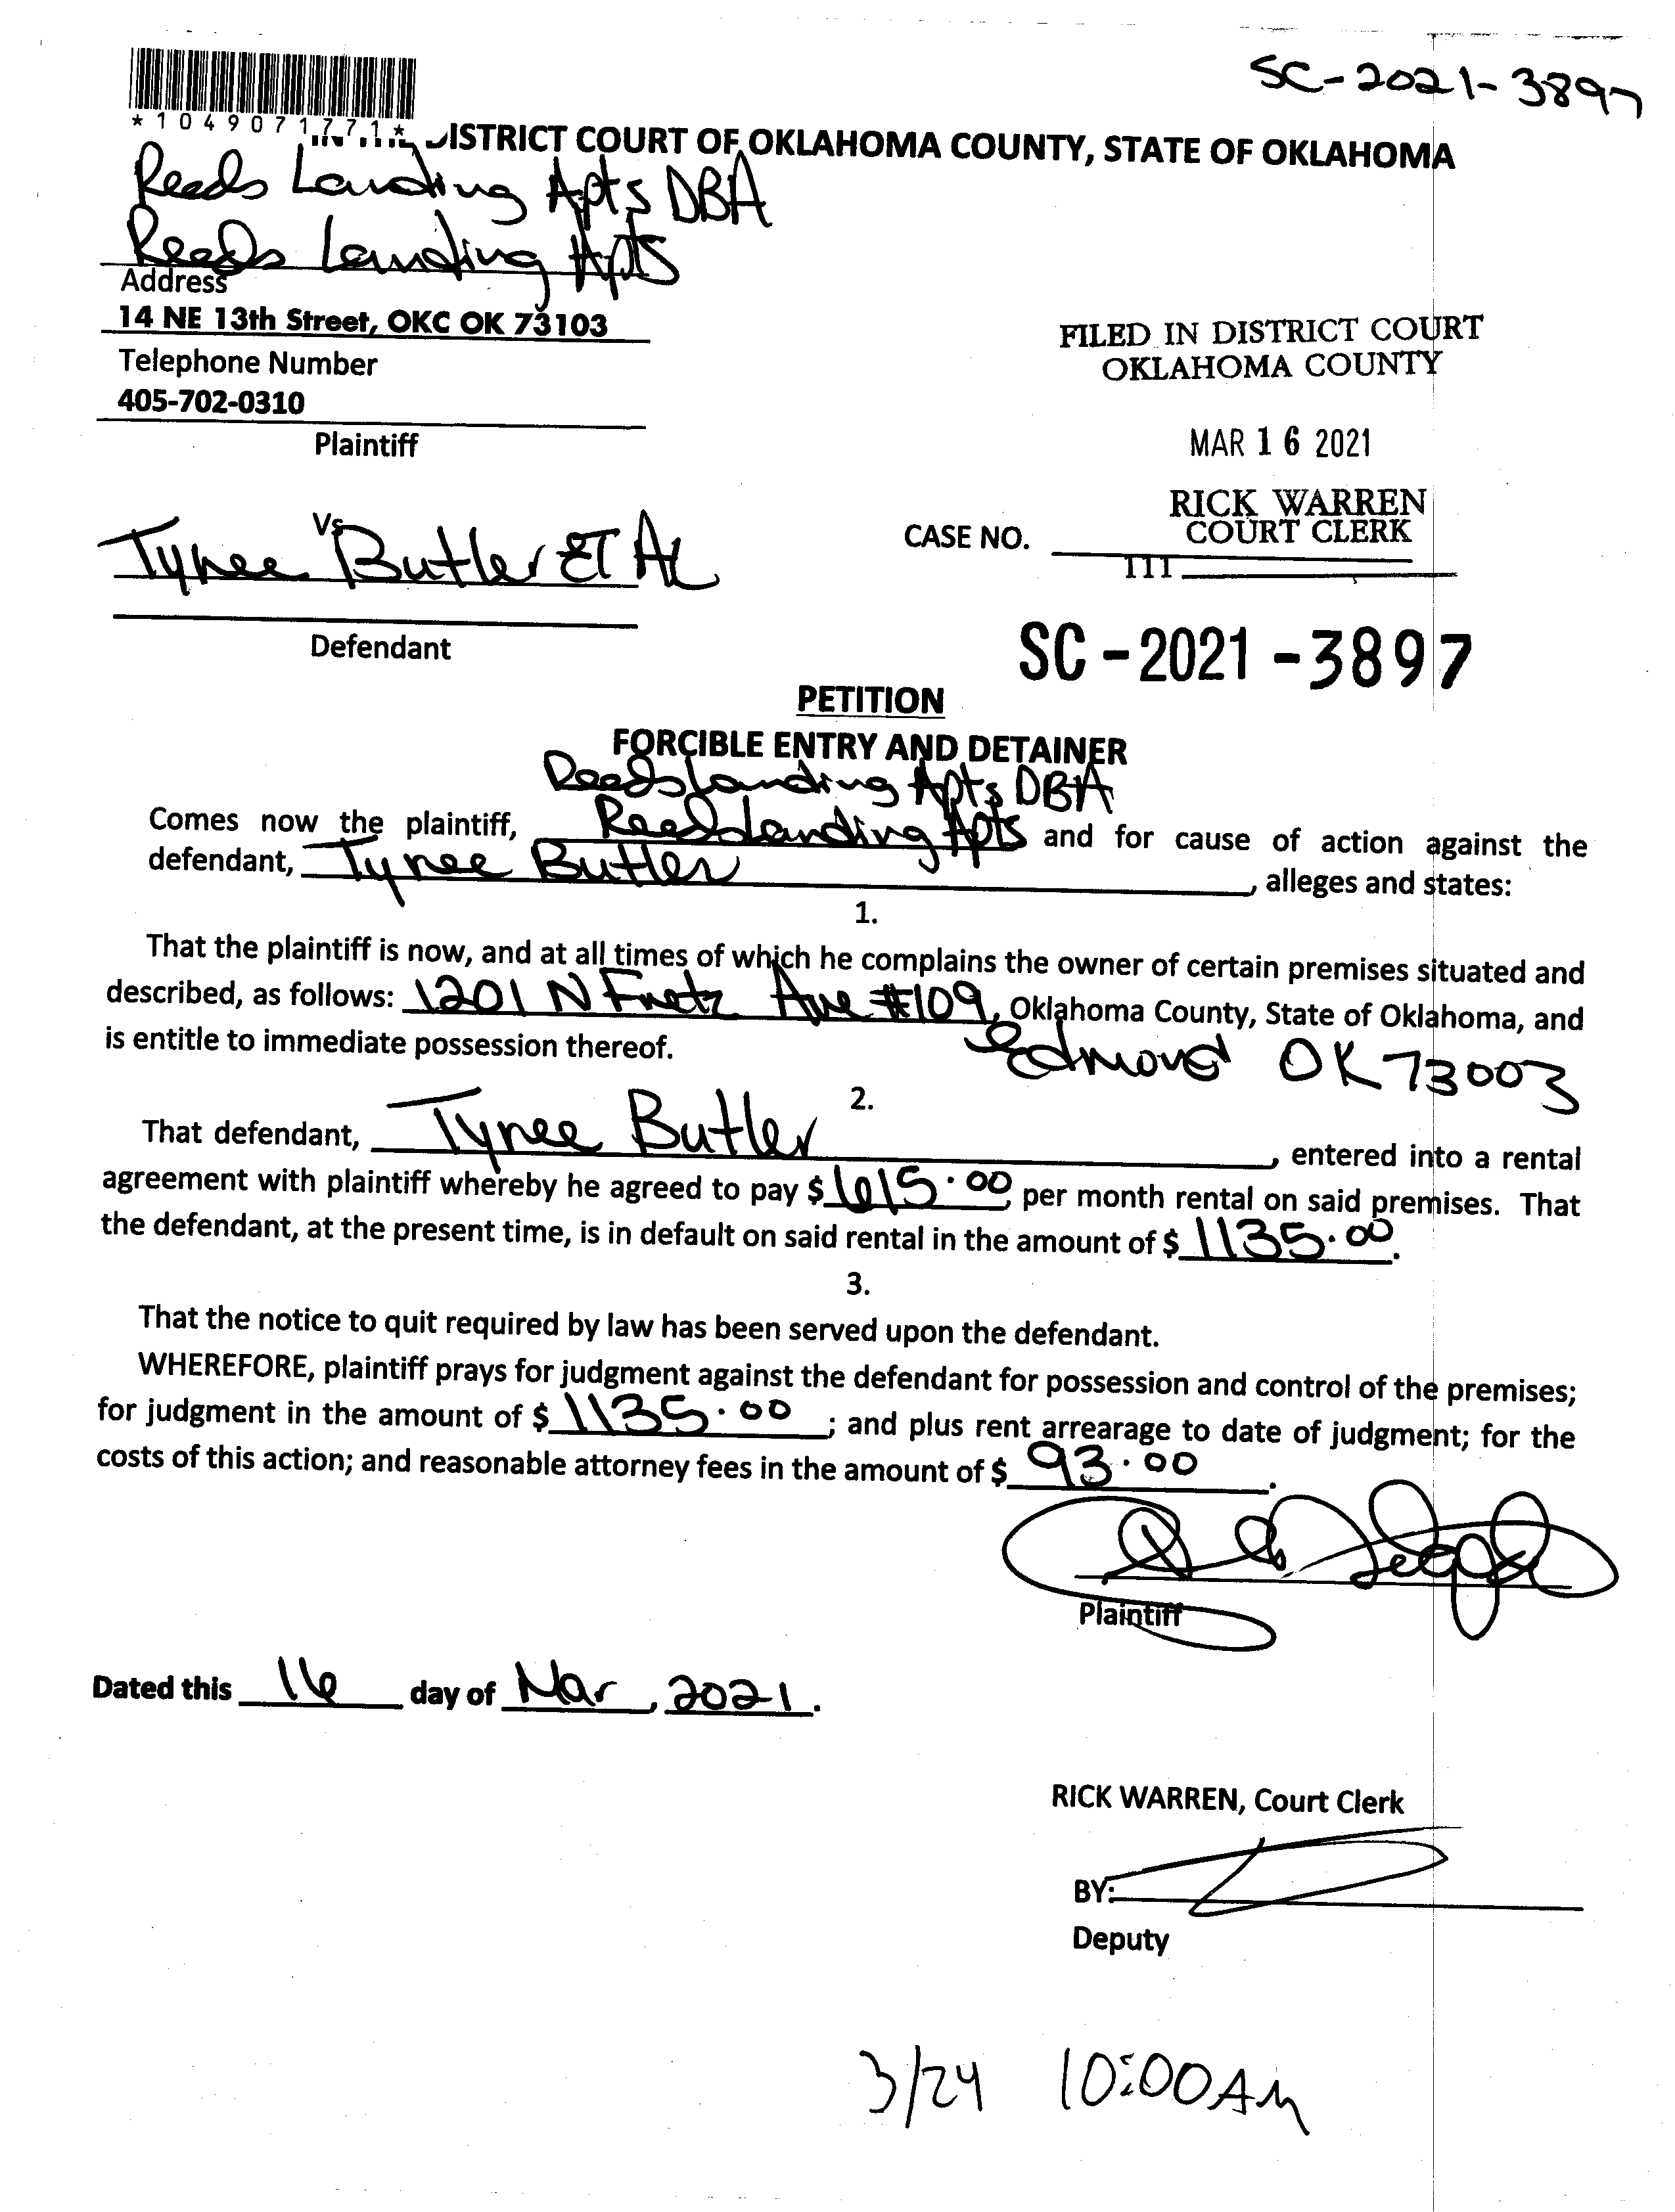 SC-2021-3897
*1049071771*
DISTRICT COURT OF OKLAHOMA COUNTY, STATE OF OKLAHOMA
Reeds Landing Apts DBA
Reeds Landing Apts
Address
14 NE 13th Street, OKC OK 73103
Telephone Number
405-702-0310
Plaintiff
FILED IN DISTRICT COURT
OKLAHOMA COUNTY
MAR 16 2021
RICK WARREN
COURT CLERK
Vs
Tynee Butler ET AL
CASE NO.
111
Defendant
SC-2021-3897
PETITION
FORCIBLE ENTRY AND DETAINER
Reeds Landing Apts DBA
Comes now the plaintiff, Reeds Landing Apts and for cause of action against the
defendant, Tynee Butler, alleges and states:
1.
That the plaintiff is now, and at all times of which he complains the owner of certain premises situated and
described, as follows: 1201 N Fretz Ave #109, Oklahoma County, State of Oklahoma, and
is entitle to immediate possession thereof. Edmond OK 73003
2.
That defendant, Tynee Butler, entered into a rental
agreement with plaintiff whereby he agreed to pay $ 615.00, per month rental on said premises. That
the defendant, at the present time, is in default on said rental in the amount of $ 1135.00.
3.
That the notice to quit required by law has been served upon the defendant.
WHEREFORE, plaintiff prays for judgment against the defendant for possession and control of the premises;
for judgment in the amount of $ 1135.00; and plus rent arrearage to date of judgment; for the
costs of this action; and reasonable attorney fees in the amount of $ 93.00.
Plaintiff
Dated this 16 day of Mar, 2021.
RICK WARREN, Court Clerk
BY:
Deputy
3/24 10:00AM